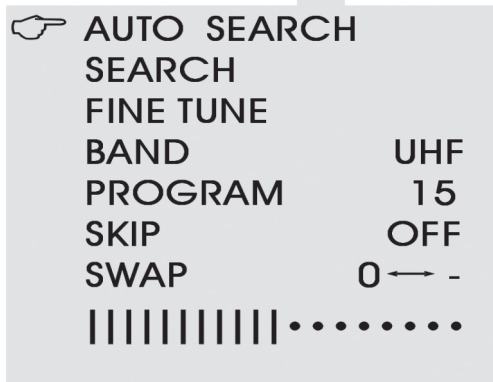 AUTO SEARCH
SEARCH
FINE TUNE
BAND UHF
PROGRAM 15
SKIP OFF
SWAP 0 ↔ -